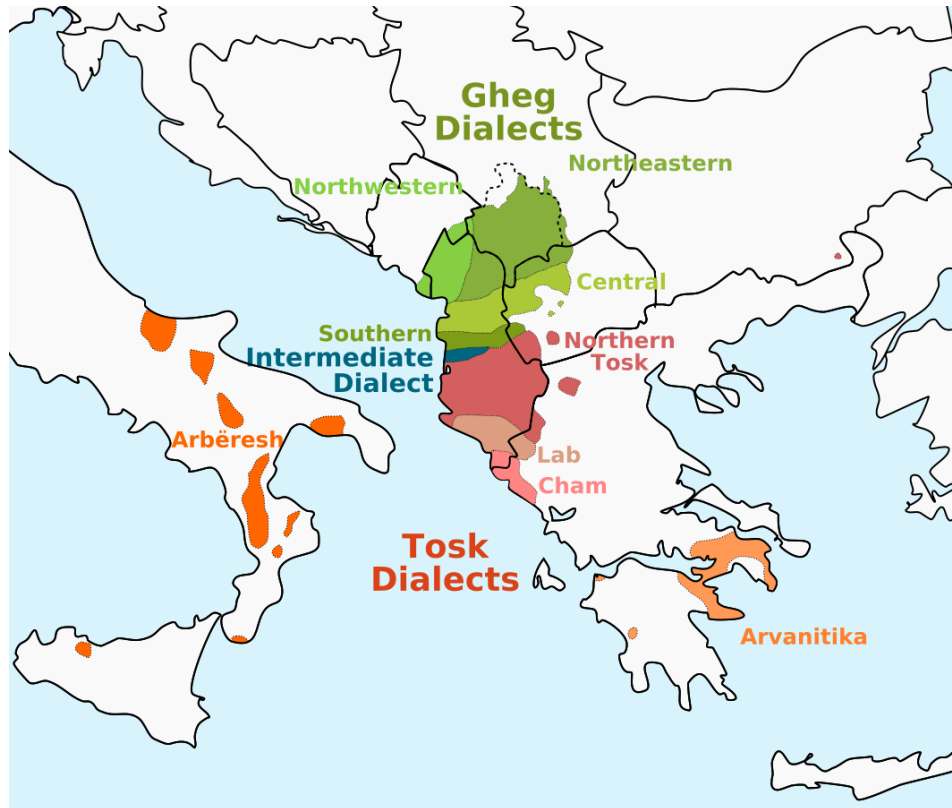 Gheg
Dialects
Northeastern
Northwestern
Central
Southern
Northern
Tosk
Intermediate
Dialect
Arbëresh
Lab
Cham
Tosk
Dialects
Arvanitika